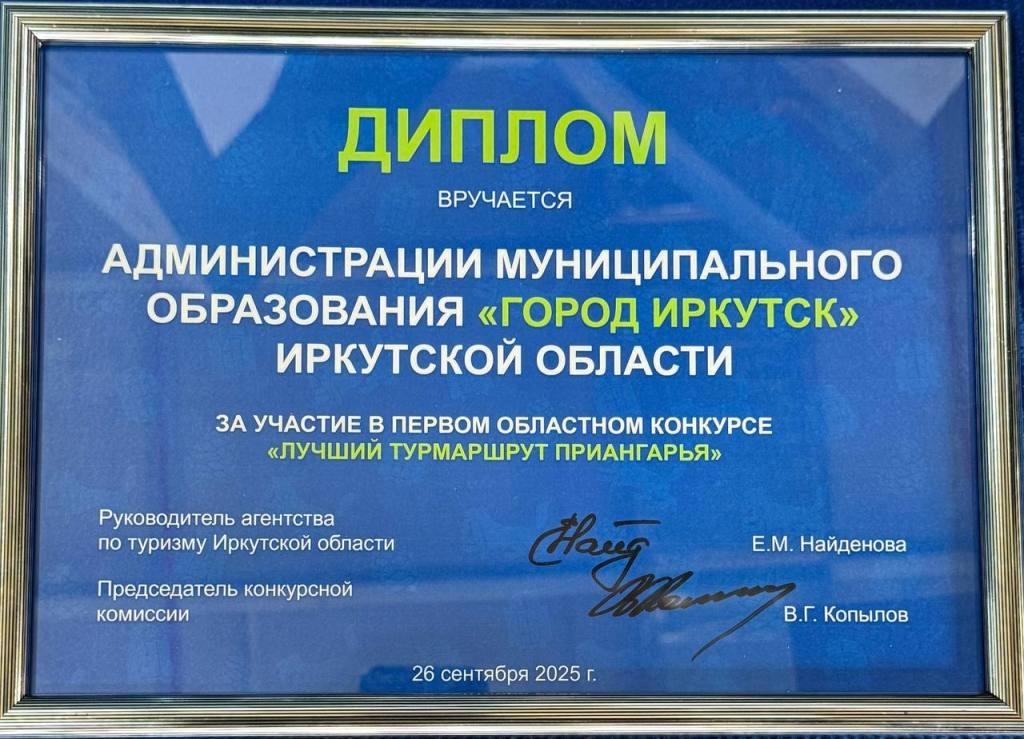 ДИПЛОМ
ВРУЧАЕТСЯ
АДМИНИСТРАЦИИ МУНИЦИПАЛЬНОГО
ОБРАЗОВАНИЯ «ГОРОД ИРКУТСК»
ИРКУТСКОЙ ОБЛАСТИ
ЗА УЧАСТИЕ В ПЕРВОМ ОБЛАСТНОМ КОНКУРСЕ
«ЛУЧШИЙ ТУРМАРШРУТ ПРИАНГАРЬЯ»
Руководитель агентства
по туризму Иркутской области
Е.М. Найденова
Председатель конкурсной
комиссии
В.Г. Копылов
26 сентября 2025 г.